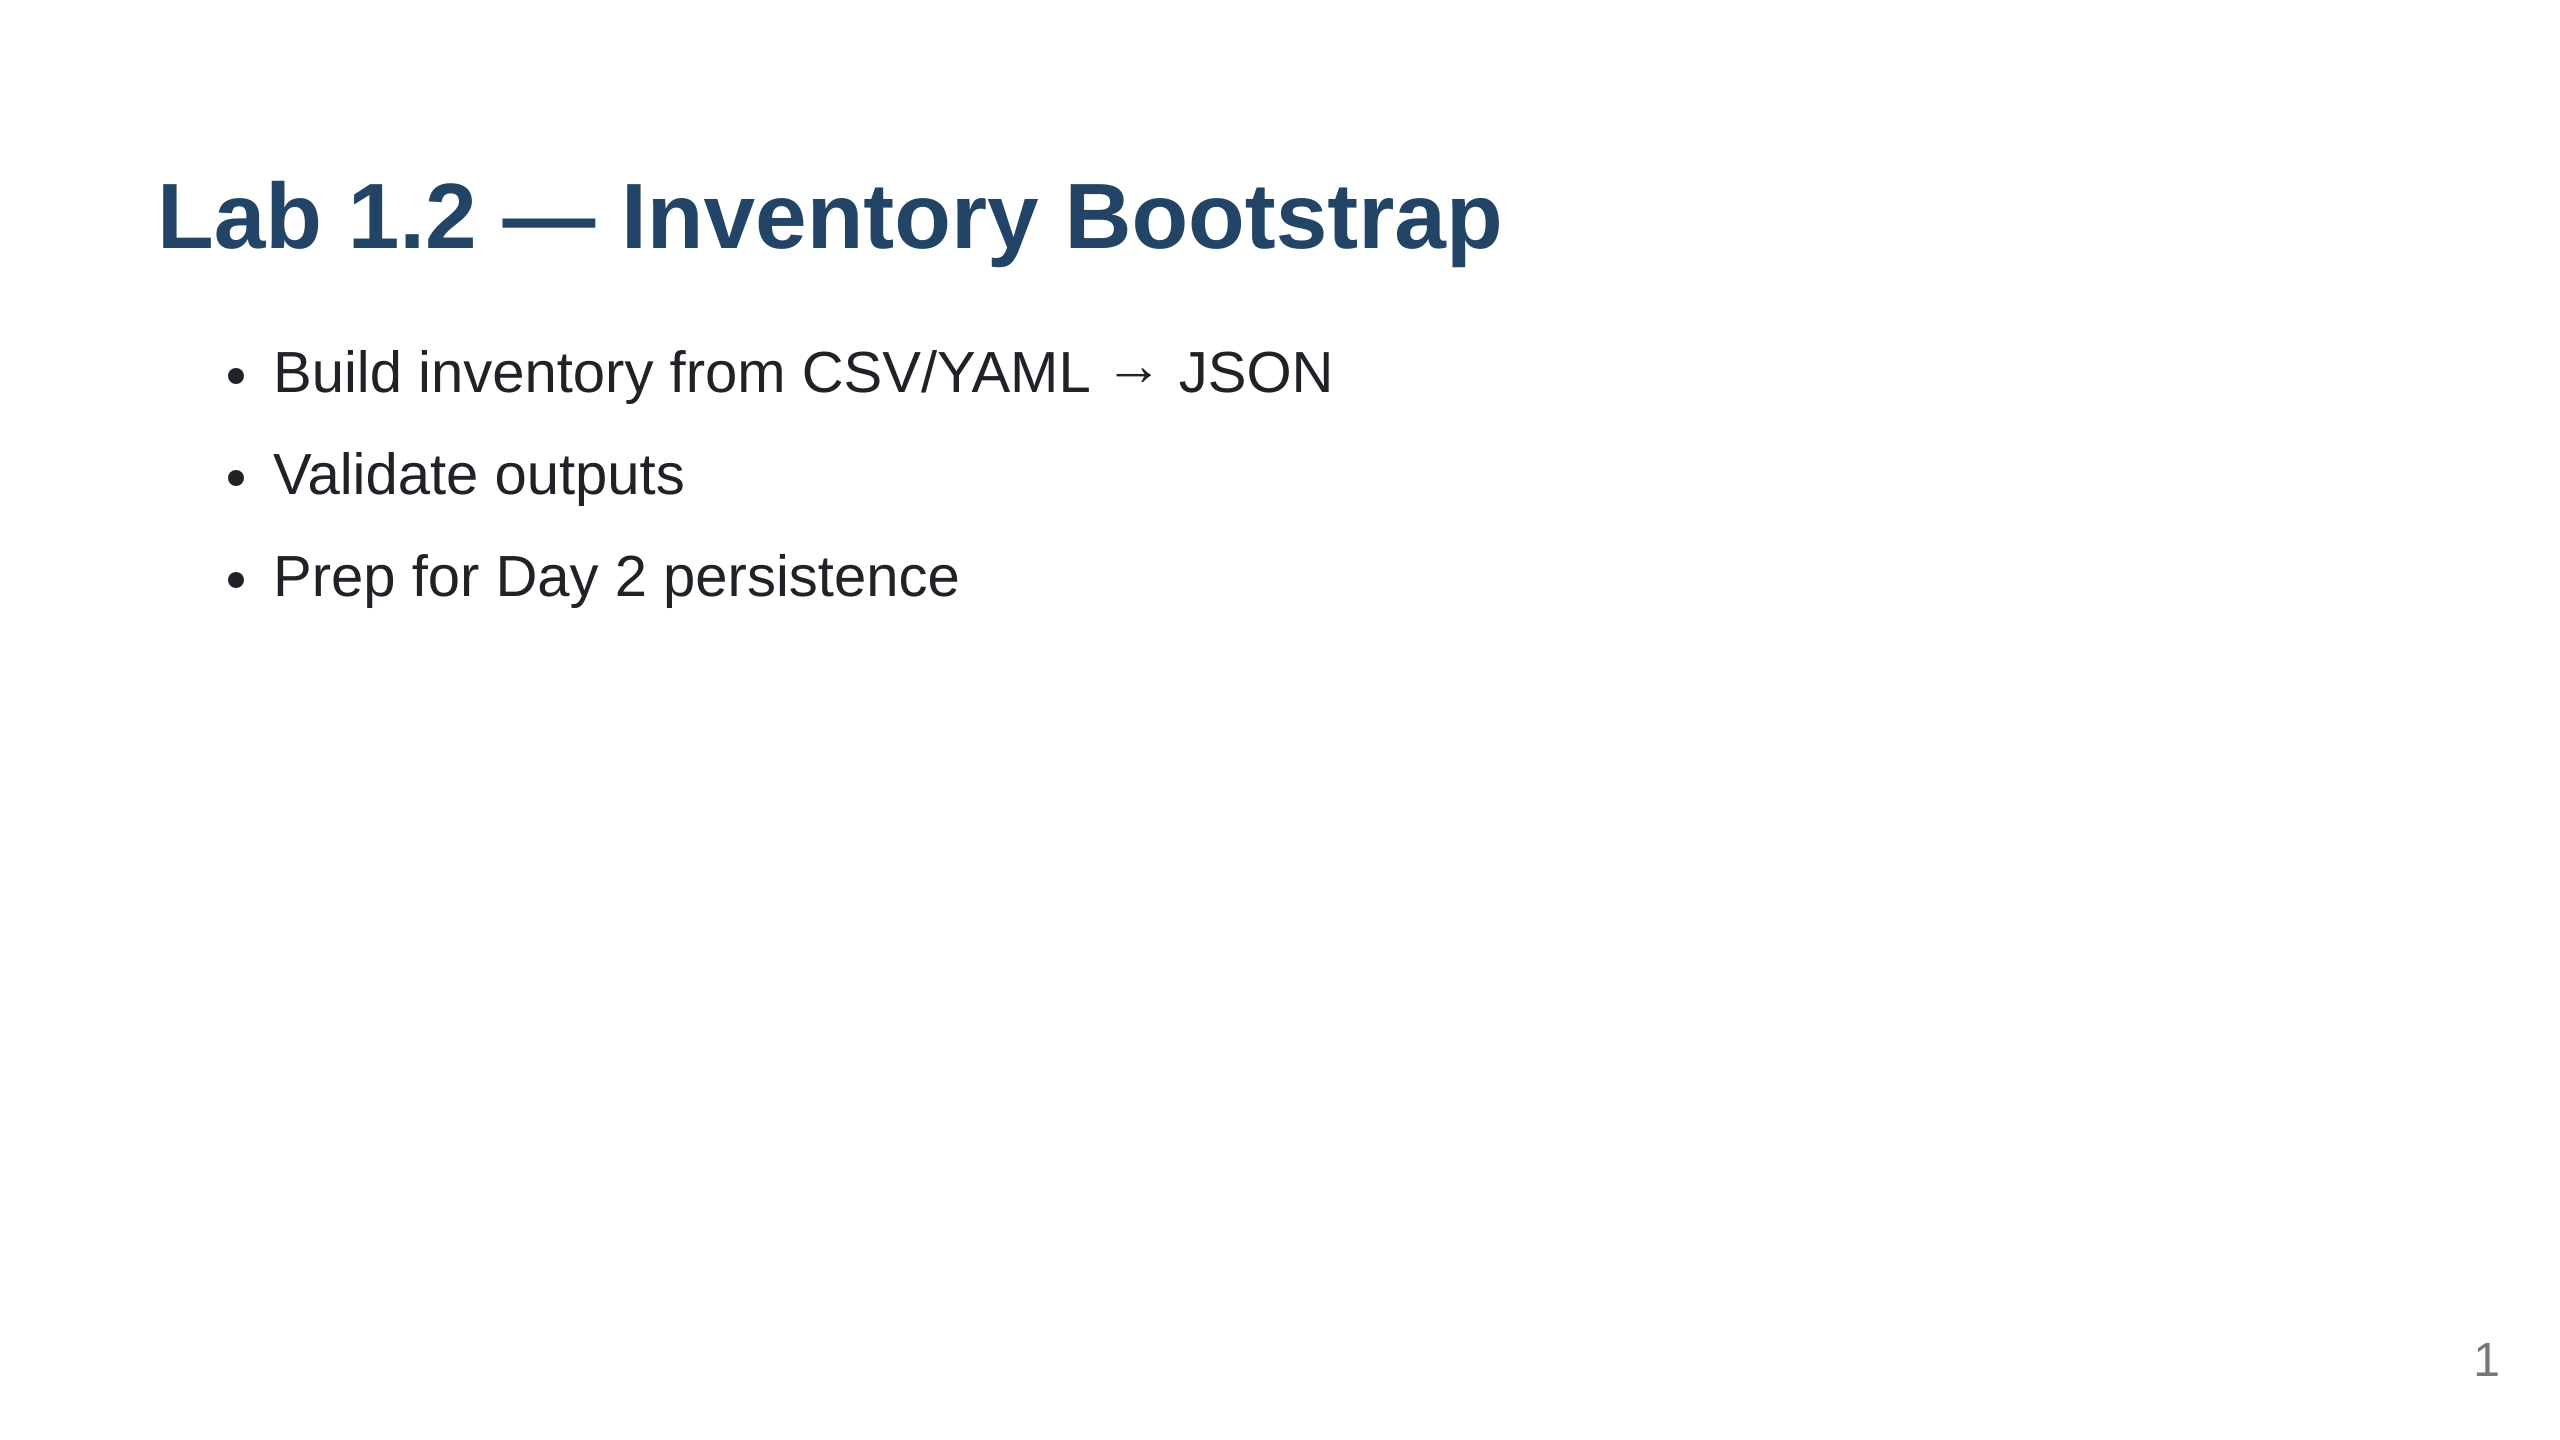 Lab 1.2 — Inventory Bootstrap
• Build inventory from CSV/YAML → JSON
• Validate outputs
• Prep for Day 2 persistence
1